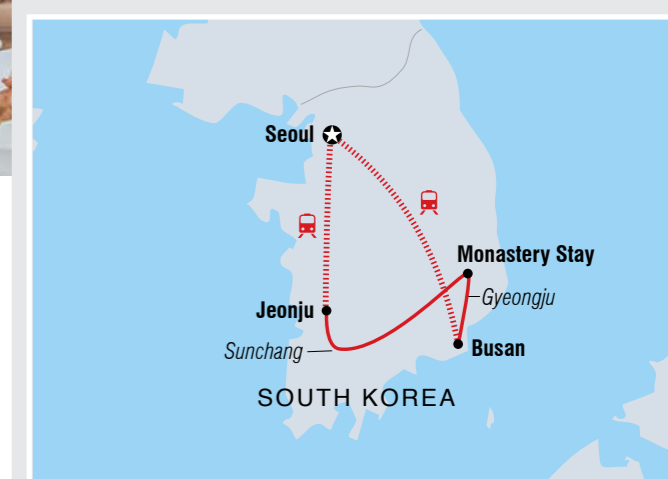 Seoul
Monastery Stay
Gyeongju
Jeonju
Sunchang
Busan
SOUTH KOREA